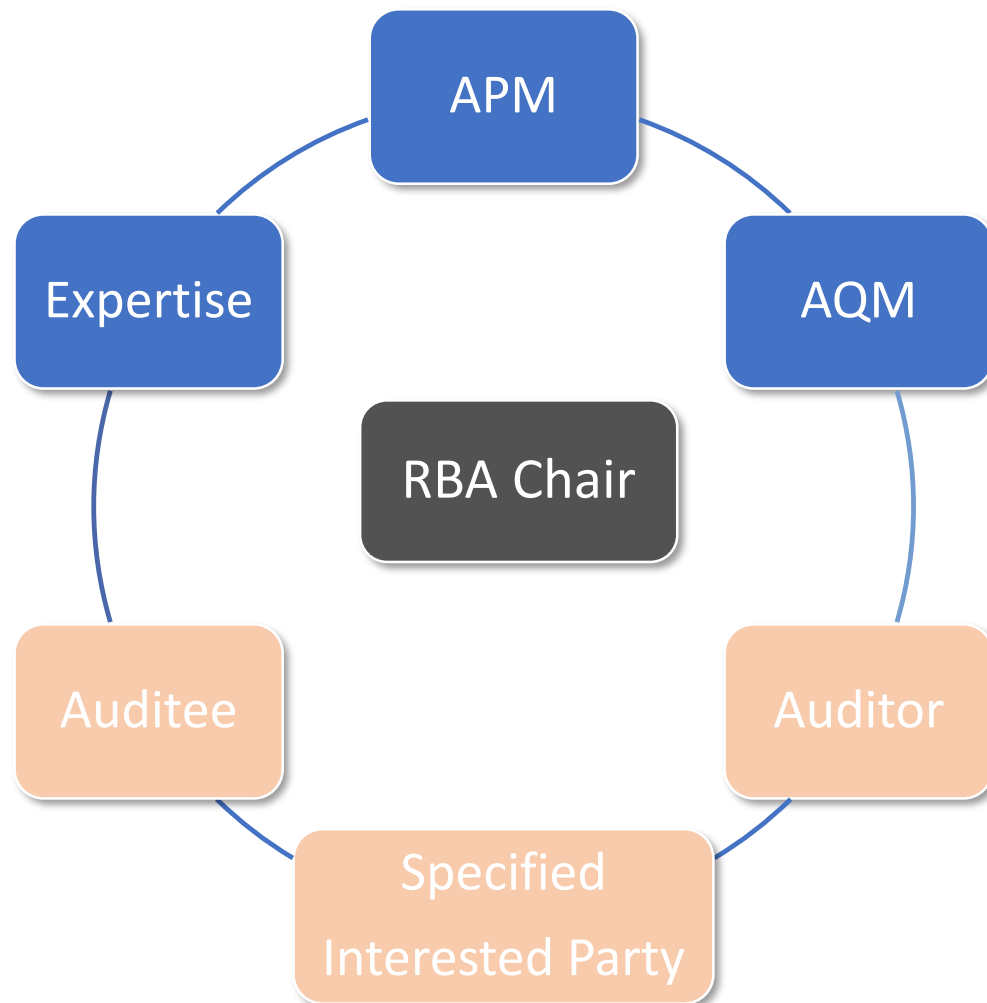 APM
Expertise
AQM
RBA Chair
Auditee
Auditor
Specified
Interested Party